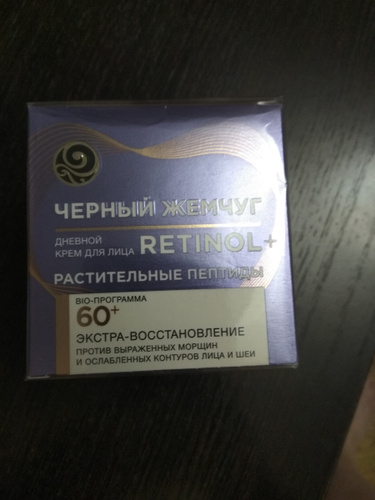 ЧЕРНЫЙ ЖЕМЧУГ
ДНЕВНОЙ
КРЕМ ДЛЯ ЛИЦА RETINOL+
РАСТИТЕЛЬНЫЕ ПЕПТИДЫ
BIO-ПРОГРАММА
60+
ЭКСТРА-ВОССТАНОВЛЕНИЕ
ПРОТИВ ВЫРАЖЕННЫХ МОРЩИН
И ОСЛАБЛЕННЫХ КОНТУРОВ ЛИЦА И ШЕИ